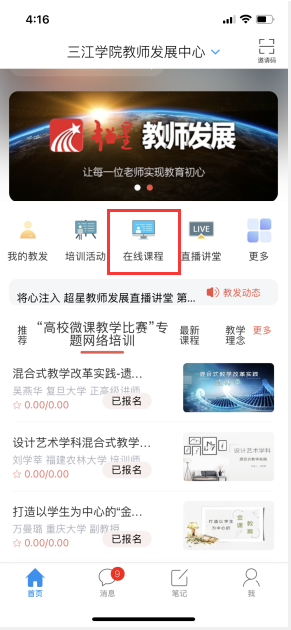 4:16
三江学院教师发展中心
邀请码
超星 教师发展
让每一位老师实现教育初心
我的教发
培训活动
在线课程
LIVE
直播讲堂
更多
将心注入 超星教师发展直播讲堂 第...
教发动态
推荐
“高校微课教学比赛”专题网络培训
最新课程
教学理念
更多
混合式教学改革实践-遗...
吴燕华 复旦大学 正高级讲师
☆ 0.00/0.00
已报名
混合式教学改革实践
设计艺术学科混合式教学...
刘学莘 福建农林大学 培训师
☆ 0.00/0.00
已报名
设计艺术学科
打造以学生为中心的“金...
万曼璐 重庆大学 副教授
☆ 0.00/0.00
已报名
打造以学生
为中心的
金课
教育
首页
消息
9
笔记
我